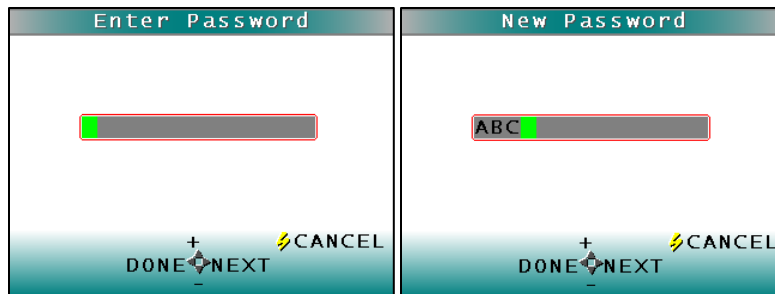 Enter Password
+
CANCEL
DONE NEXT
-
New Password
ABC
+
CANCEL
DONE NEXT
-